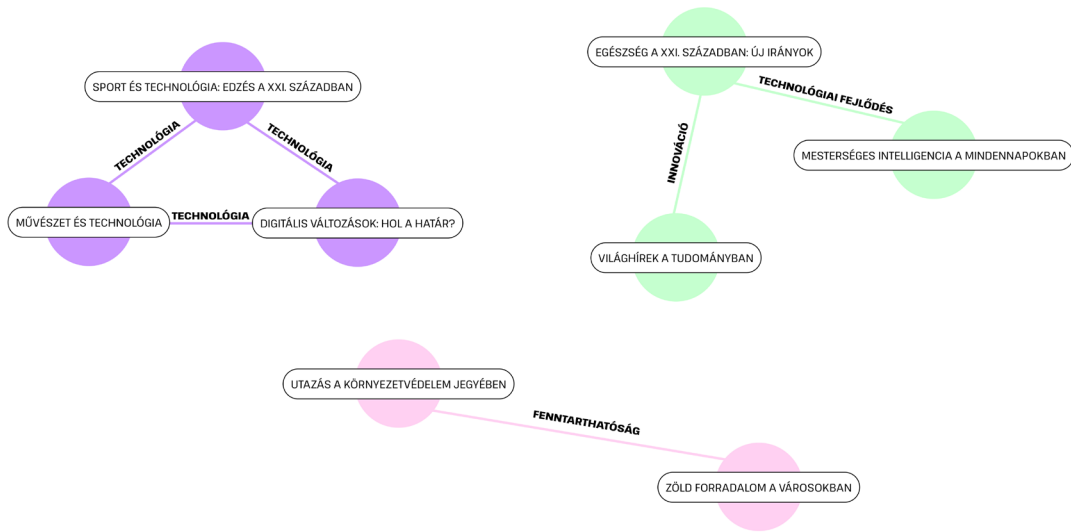 SPORT ÉS TECHNOLÓGIA: EDZÉS A XXI. SZÁZADBAN
TECHNOLÓGIA
TECHNOLÓGIA
MŰVÉSZET ÉS TECHNOLÓGIA
TECHNOLÓGIA
DIGITÁLIS VÁLTOZÁSOK: HOL A HATÁR?
EGÉSZSÉG A XXI. SZÁZADBAN: ÚJ IRÁNYOK
TECHNOLÓGIAI FEJLŐDÉS
INNOVÁCIÓ
MESTERSÉGES INTELLIGENCIA A MINDENNAPOKBAN
VILÁGHÍREK A TUDOMÁNYBAN
UTAZÁS A KÖRNYEZETVÉDELEM JEGYÉBEN
FENNTARTHATÓSÁG
ZÖLD FORRADALOM A VÁROSOKBAN